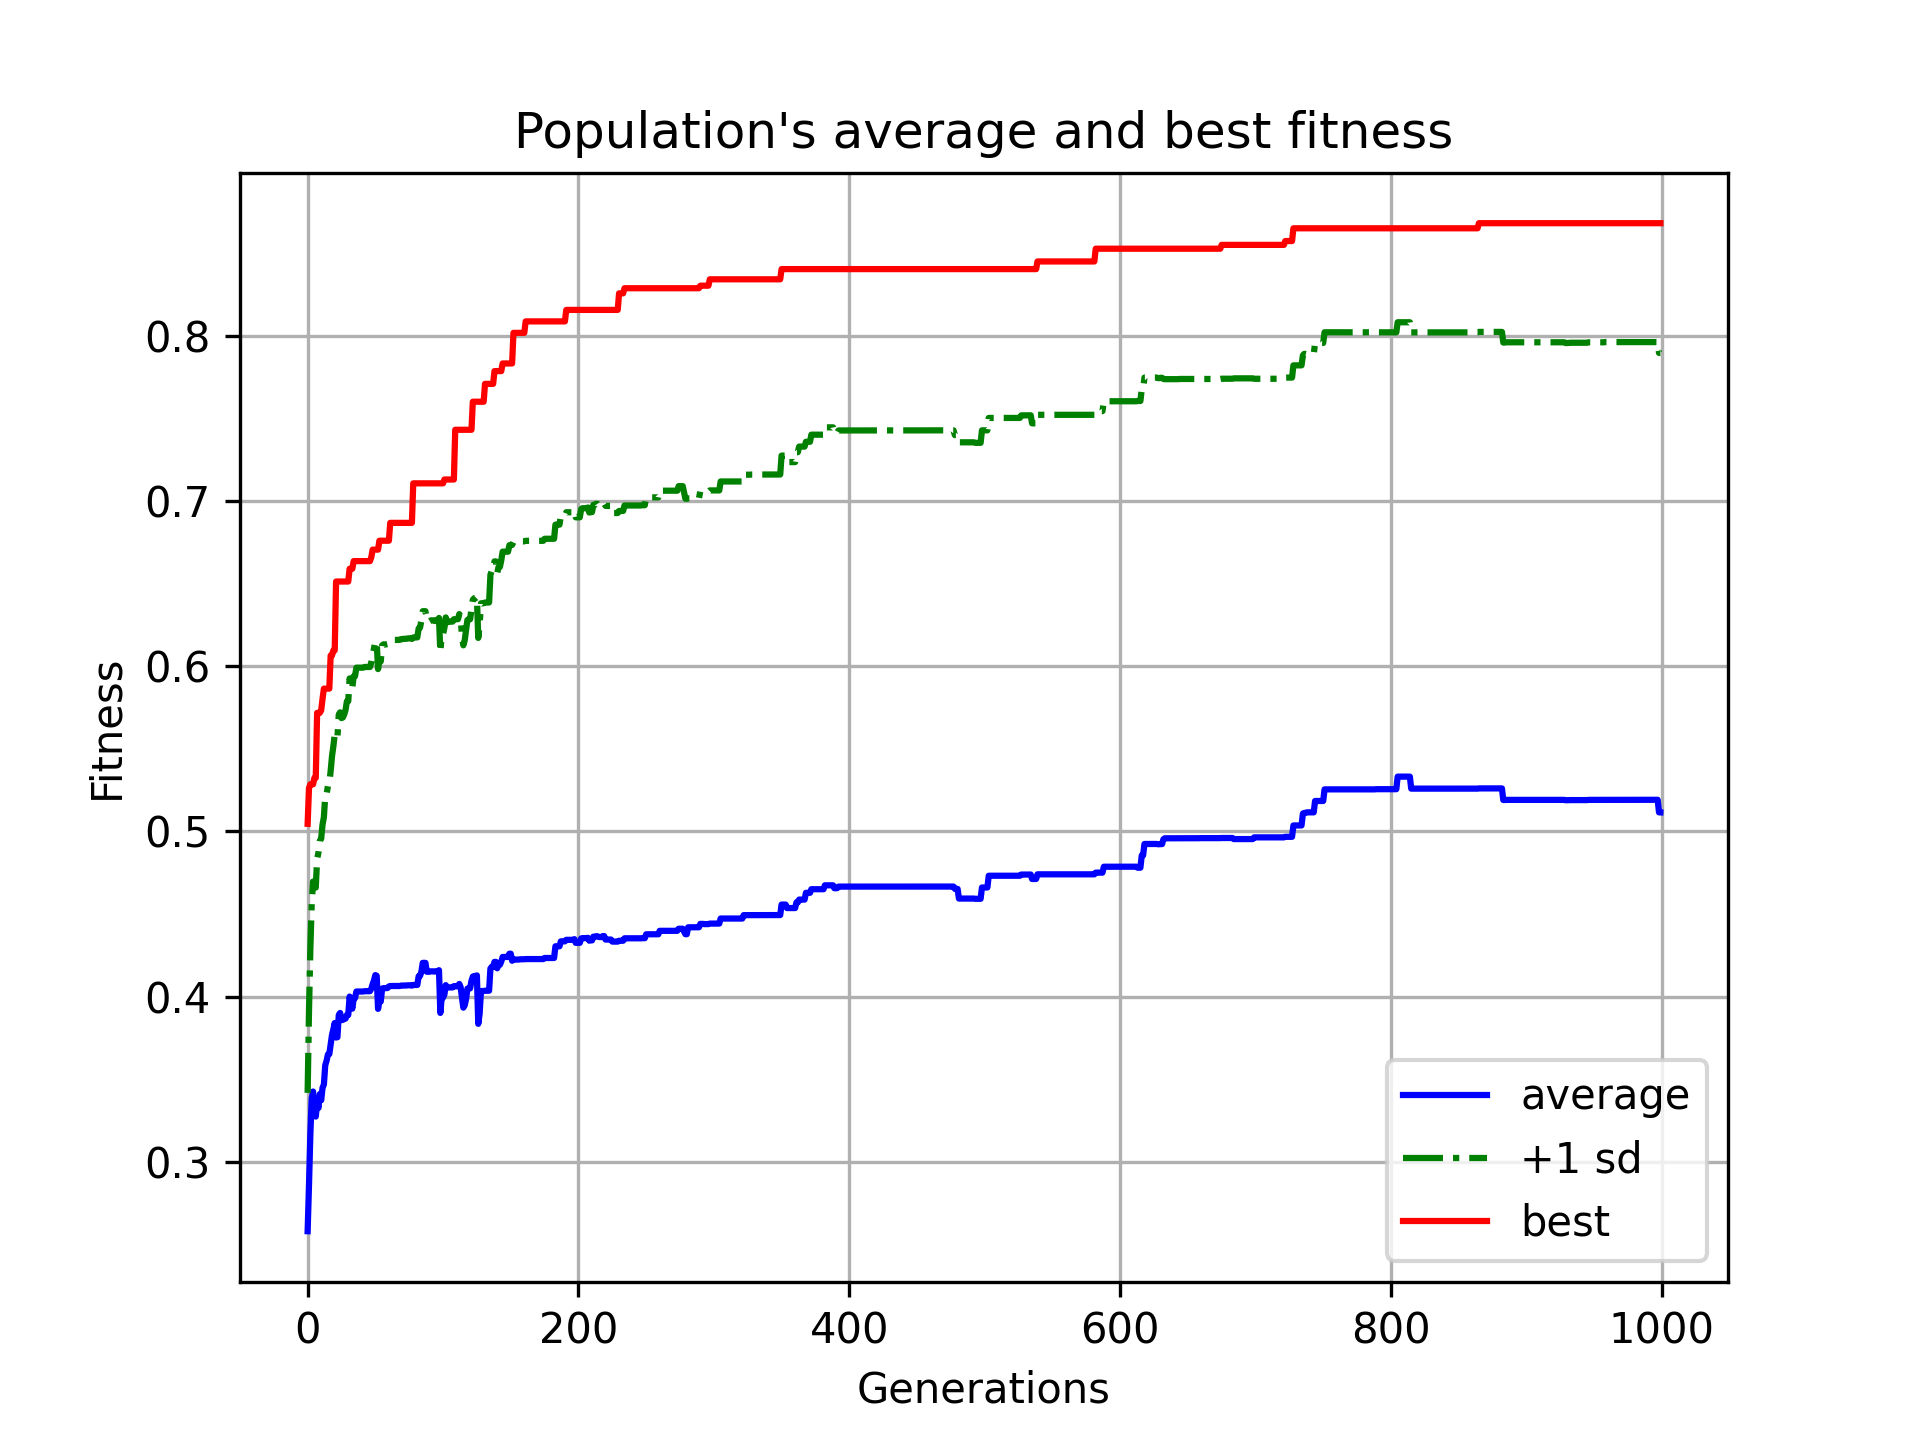 Population's average and best fitness
Fitness
0.8
0.7
0.6
0.5
0.4
0.3
0 200 400 600 800 1000
Generations
average
+1 sd
best